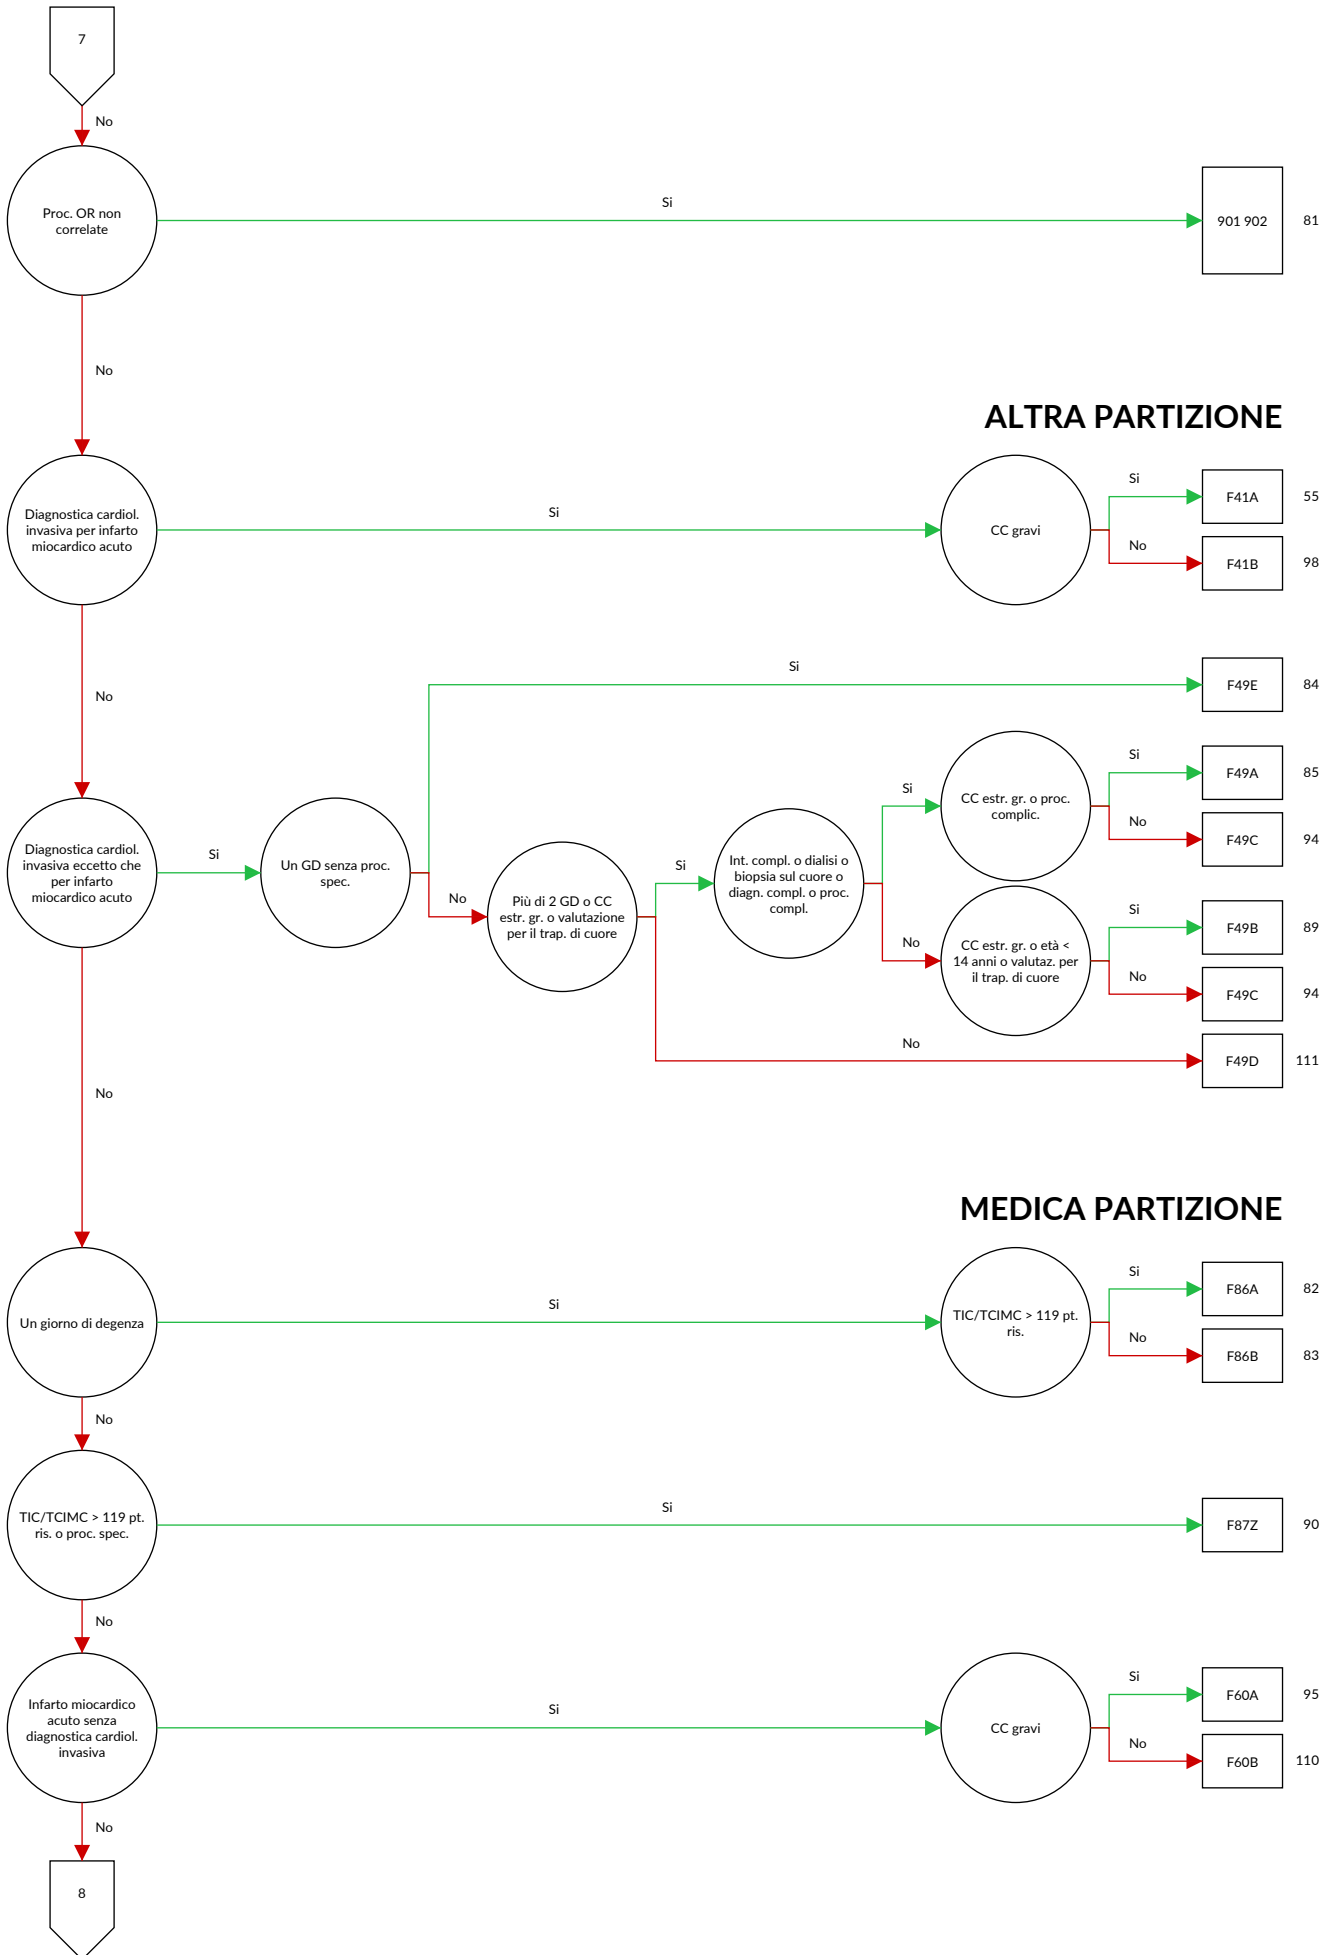 7
No
Proc. OR non
correlate
Si
901 902
81
No
ALTRA PARTIZIONE
Diagnostica cardiol.
invasiva per infarto
miocardico acuto
Si
CC gravi
Si
F41A
55
No
F41B
98
No
Si
F49E
84
Diagnostica cardiol.
invasiva eccetto che
per infarto
miocardico acuto
Si
Un GD senza proc.
spec.
No
Più di 2 GD o CC
estr. gr. o valutazione
per il trap. di cuore
Si
Int. compl. o dialisi o
biopsia sul cuore o
diagn. compl. o proc.
compl.
Si
CC estr. gr. o proc.
complic.
Si
F49A
85
No
F49C
94
No
CC estr. gr. o età <
14 anni o valutaz. per
il trap. di cuore
Si
F49B
89
No
F49C
94
No
F49D
111
No
MEDICA PARTIZIONE
Un giorno di degenza
Si
TIC/TCIMC > 119 pt.
ris.
Si
F86A
82
No
F86B
83
No
TIC/TCIMC > 119 pt.
ris. o proc. spec.
Si
F87Z
90
No
Infarto miocardico
acuto senza
diagnostica cardiol.
invasiva
Si
CC gravi
Si
F60A
95
No
F60B
110
No
8